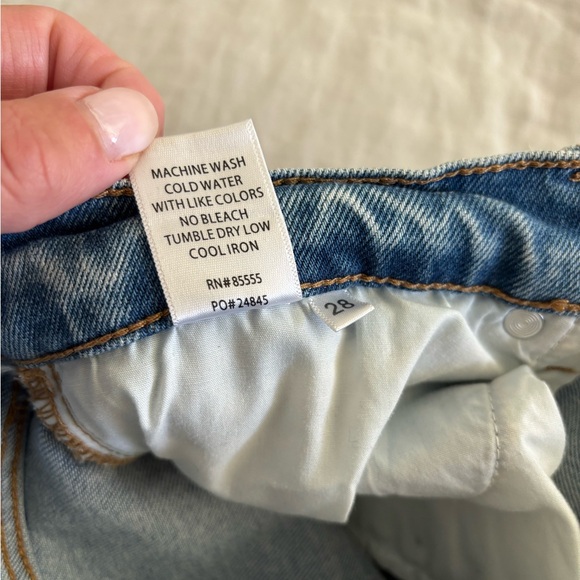 MACHINE WASH
COLD WATER
WITH LIKE COLORS
NO BLEACH
TUMBLE DRY LOW
COOL IRON
RN#85555
PO#24845
28